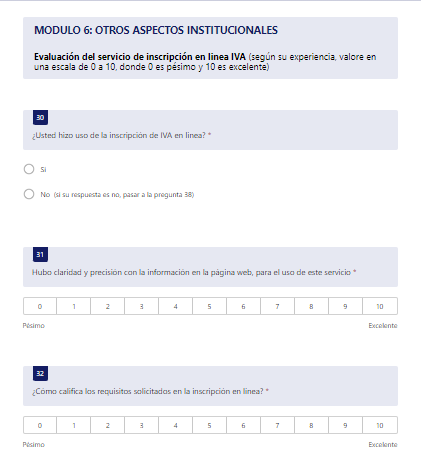 MODULO 6: OTROS ASPECTOS INSTITUCIONALES
Evaluación del servicio de inscripción en linea IVA (según su experiencia, valore en
una escala de 0 a 10, donde 0 es pésimo y 10 es excelente)
30
¿Usted hizo uso de la inscripción de IVA en línea? *
Si
No (si su respuesta es no, pasar a la pregunta 38)
31
Hubo claridad y precisión con la información en la página web, para el uso de este servicio *
0 1 2 3 4 5 6 7 8 9 10
Pésimo Excelente
32
¿Cómo califica los requisitos solicitados en la inscripción en línea? *
0 1 2 3 4 5 6 7 8 9 10
Pésimo Excelente